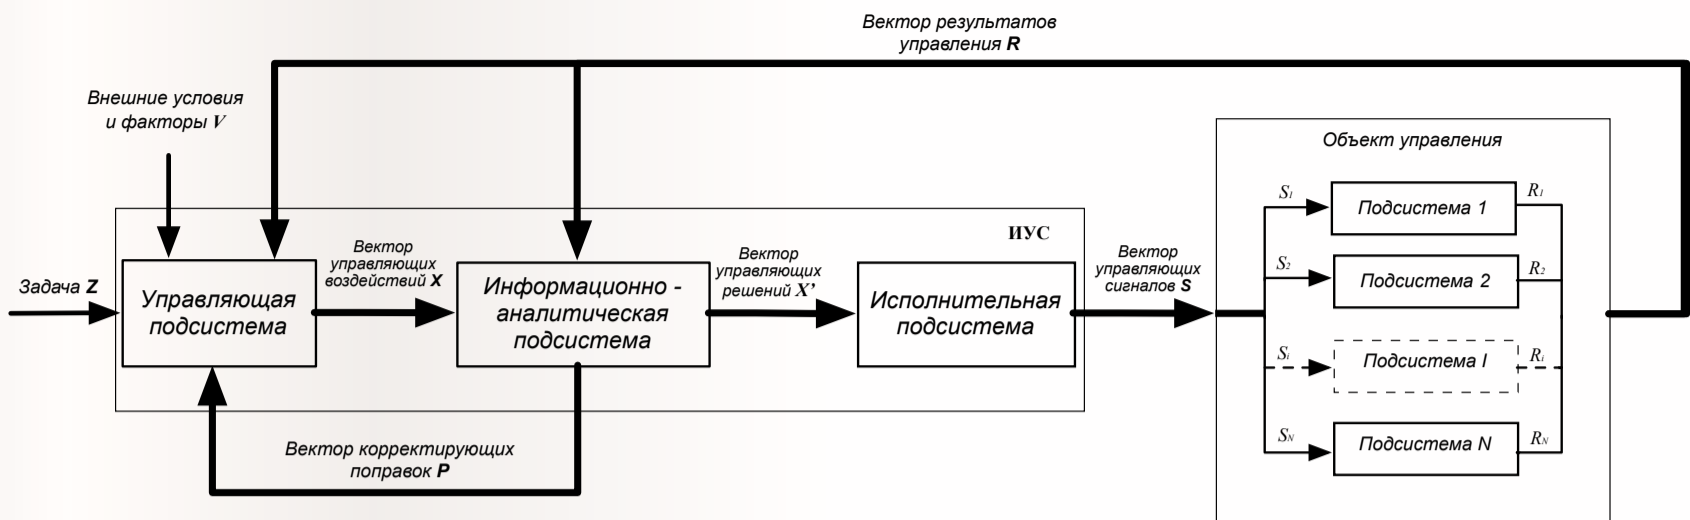 Вектор результатов
управления R
Внешние условия
и факторы V
Объект управления
S1
Подсистема 1
R1
ИУС
Вектор
управляющих
воздействий X
Вектор
управляющих
решений X’
Вектор
управляющих
сигналов S
S2
Подсистема 2
R2
Задача Z
Управляющая
подсистема
Информационно -
аналитическая
подсистема
Исполнительная
подсистема
Si
Подсистема I
Ri
Вектор корректирующих
поправок P
SN
Подсистема N
RN